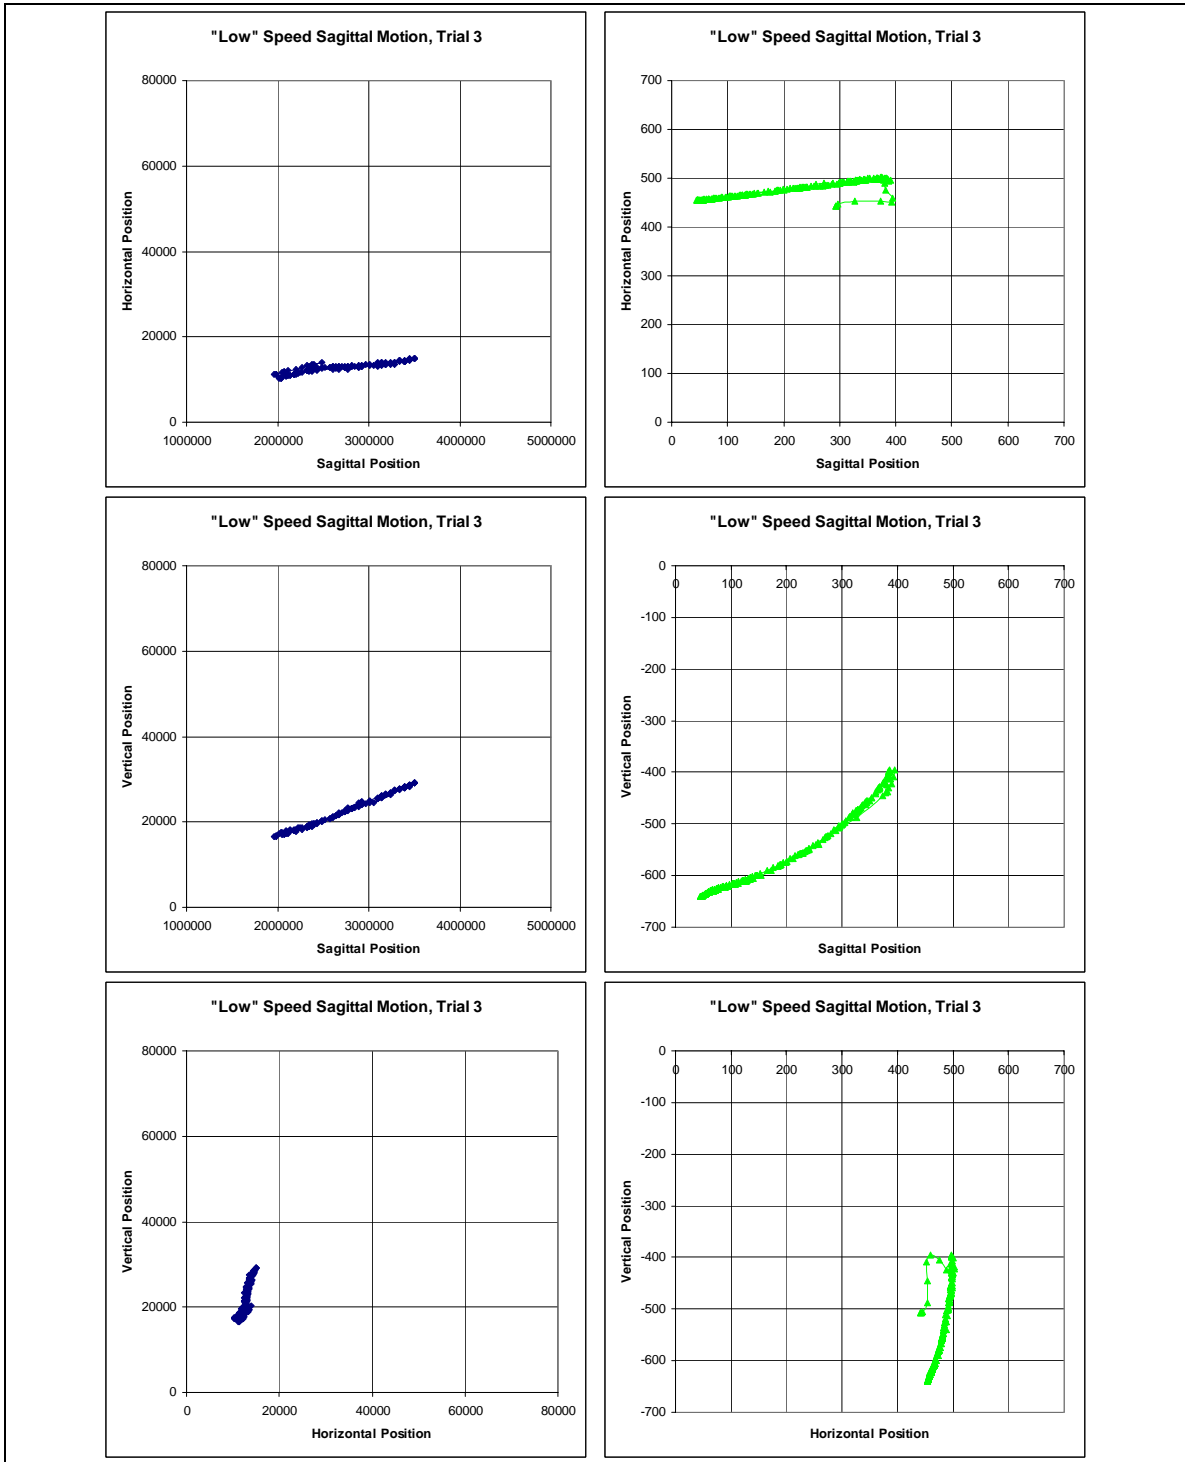 "Low" Speed Sagittal Motion, Trial 3
80000
60000
40000
20000
0
1000000 2000000 3000000 4000000 5000000
Horizontal Position
Sagittal Position
"Low" Speed Sagittal Motion, Trial 3
700
600
500
400
300
200
100
0
0 100 200 300 400 500 600 700
Horizontal Position
Sagittal Position
"Low" Speed Sagittal Motion, Trial 3
80000
60000
40000
20000
0
1000000 2000000 3000000 4000000 5000000
Vertical Position
Sagittal Position
"Low" Speed Sagittal Motion, Trial 3
0
0 100 200 300 400 500 600 700
-100
-200
-300
-400
-500
-600
-700
Vertical Position
Sagittal Position
"Low" Speed Sagittal Motion, Trial 3
80000
60000
40000
20000
0
0 20000 40000 60000 80000
Vertical Position
Horizontal Position
"Low" Speed Sagittal Motion, Trial 3
0
0 100 200 300 400 500 600 700
-100
-200
-300
-400
-500
-600
-700
Vertical Position
Horizontal Position